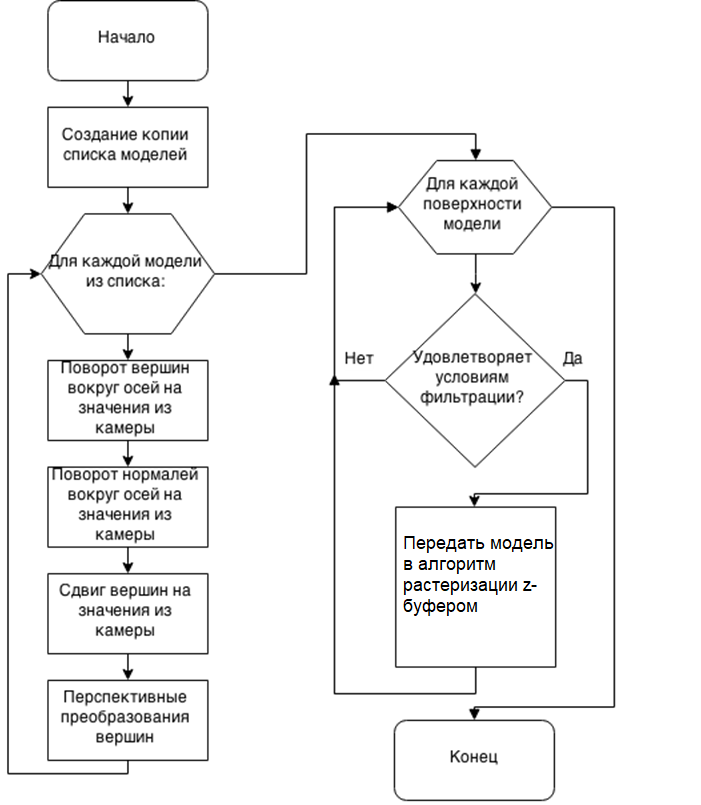 Начало
Создание копии
списка моделей
Для каждой модели
из списка:
Поворот вершин
вокруг осей на
значения из
камеры
Поворот нормалей
вокруг осей на
значения из
камеры
Сдвиг вершин на
значения из
камеры
Перспективные
преобразования
вершин
Для каждой
поверхности
модели
Нет
Удовлетворяет
условиям
фильтрации?
Да
Передать модель
в алгоритм
растеризации z-
буфером
Конец